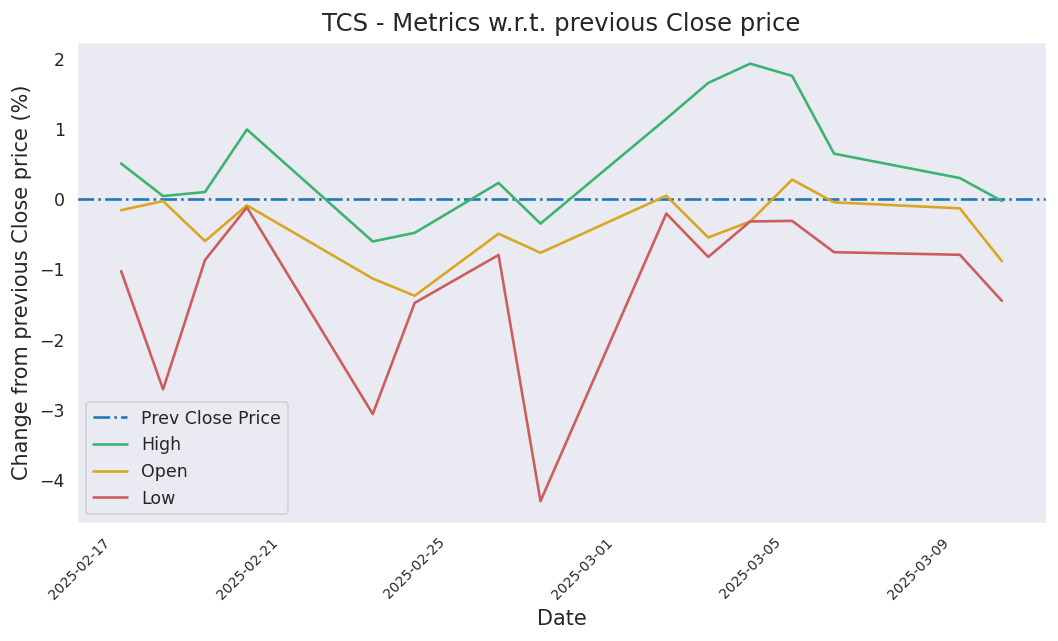 TCS - Metrics w.r.t. previous Close price
Change from previous Close price (%)
2
1
0
−1
−2
−3
−4
Prev Close Price
High
Open
Low
2025-02-17
2025-02-21
2025-02-25
2025-03-01
2025-03-05
2025-03-09
Date